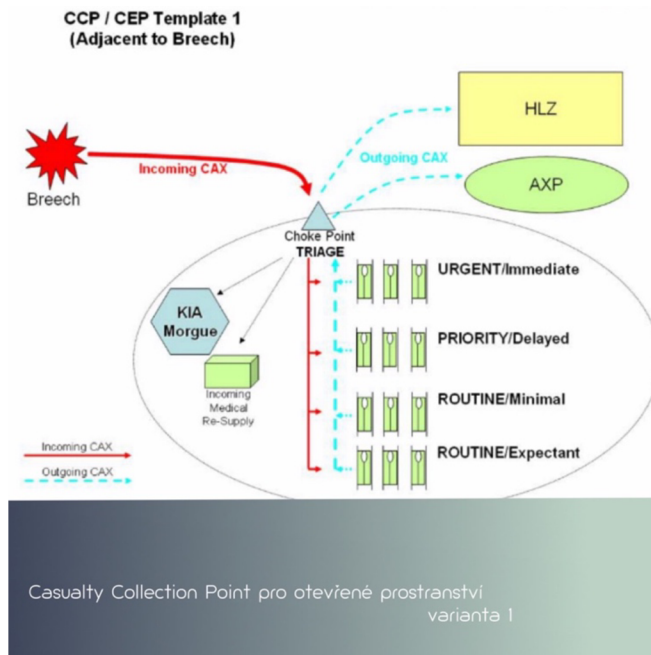 CCP / CEP Template 1
(Adjacent to Breech)
HLZ
Outgoing CAX
AXP
Incoming CAX
Breech
Choke Point
TRIAGE
URGENT/Immediate
KIA
Morgue
PRIORITY/Delayed
Incoming
Medical
Re-Supply
ROUTINE/Minimal
ROUTINE/Expectant
Incoming CAX
Outgoing CAX
Casualty Collection Point pro otevřené prostranství
varianta 1